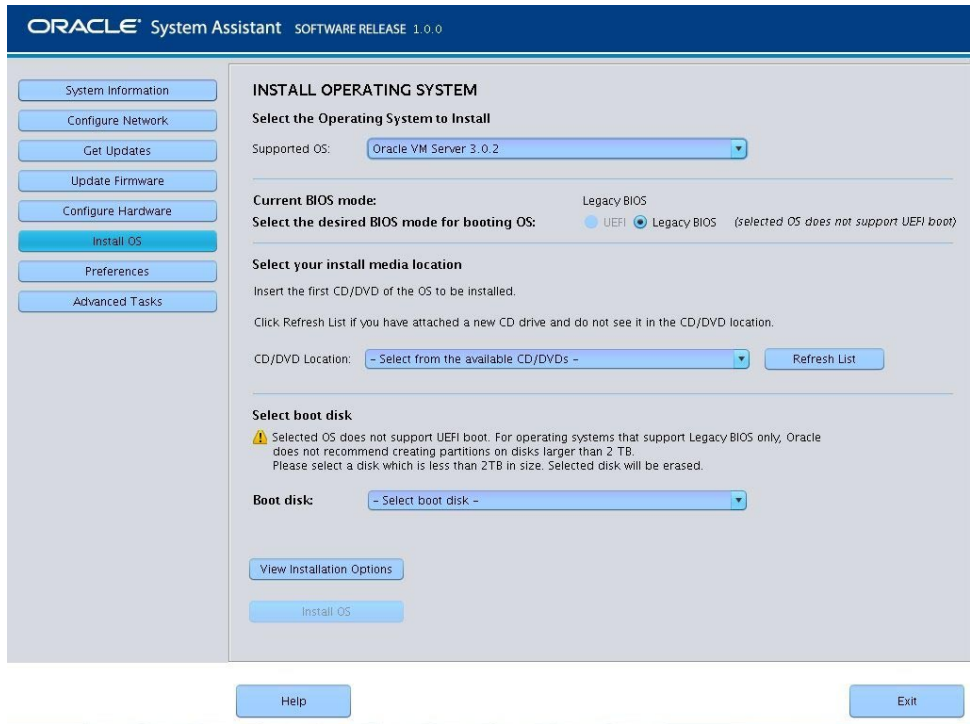 ORACLE® System Assistant SOFTWARE RELEASE 1.0.0
System Information
Configure Network
Get Updates
Update Firmware
Configure Hardware
Install OS
Preferences
Advanced Tasks
INSTALL OPERATING SYSTEM
Select the Operating System to Install
Supported OS: Oracle VM Server 3.0.2
Current BIOS mode: Legacy BIOS
Select the desired BIOS mode for booting OS: UEFI Legacy BIOS (selected OS does not support UEFI boot)
Select your install media location
Insert the first CD/DVD of the OS to be installed.
Click Refresh List if you have attached a new CD drive and do not see it in the CD/DVD location.
CD/DVD Location: - Select from the available CD/DVDs - Refresh List
Select boot disk
Selected OS does not support UEFI boot. For operating systems that support Legacy BIOS only, Oracle
does not recommend creating partitions on disks larger than 2 TB.
Please select a disk which is less than 2TB in size. Selected disk will be erased.
Boot disk: - Select boot disk -
View Installation Options
Install OS
Help Exit